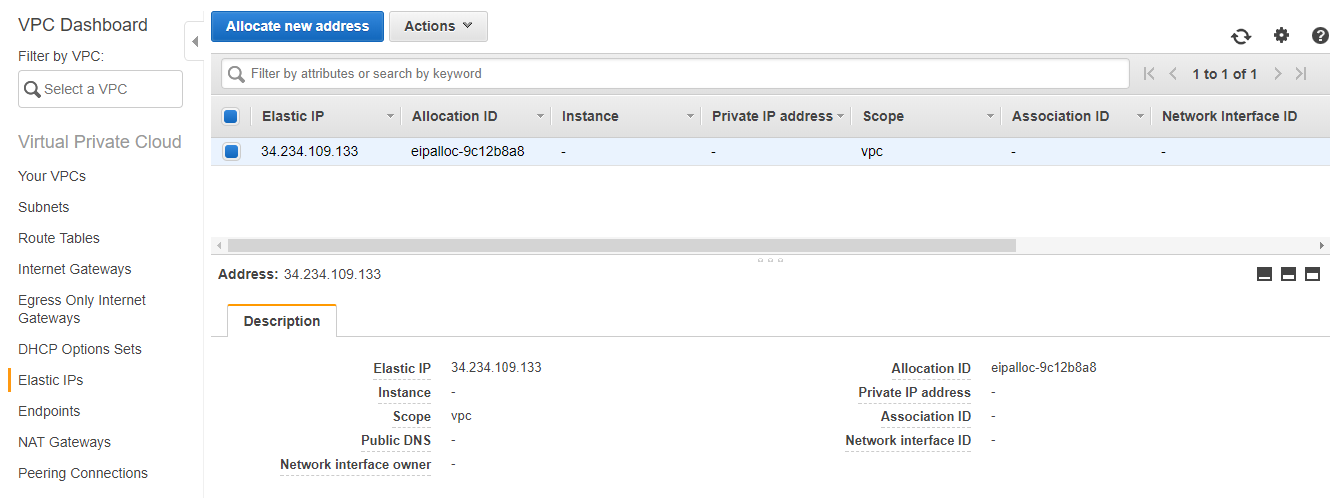 VPC Dashboard
Filter by VPC:
Select a VPC
Virtual Private Cloud
Your VPCs
Subnets
Route Tables
Internet Gateways
Egress Only Internet
Gateways
DHCP Options Sets
Elastic IPs
Endpoints
NAT Gateways
Peering Connections
Allocate new address Actions
Filter by attributes or search by keyword 1 to 1 of 1
Elastic IP Allocation ID Instance Private IP address Scope Association ID Network Interface ID
34.234.109.133 eipalloc-9c12b8a8 - - vpc - -
Address: 34.234.109.133
Description
Elastic IP 34.234.109.133 Allocation ID eipalloc-9c12b8a8
Instance - Private IP address -
Scope vpc Association ID -
Public DNS - Network interface ID -
Network interface owner -